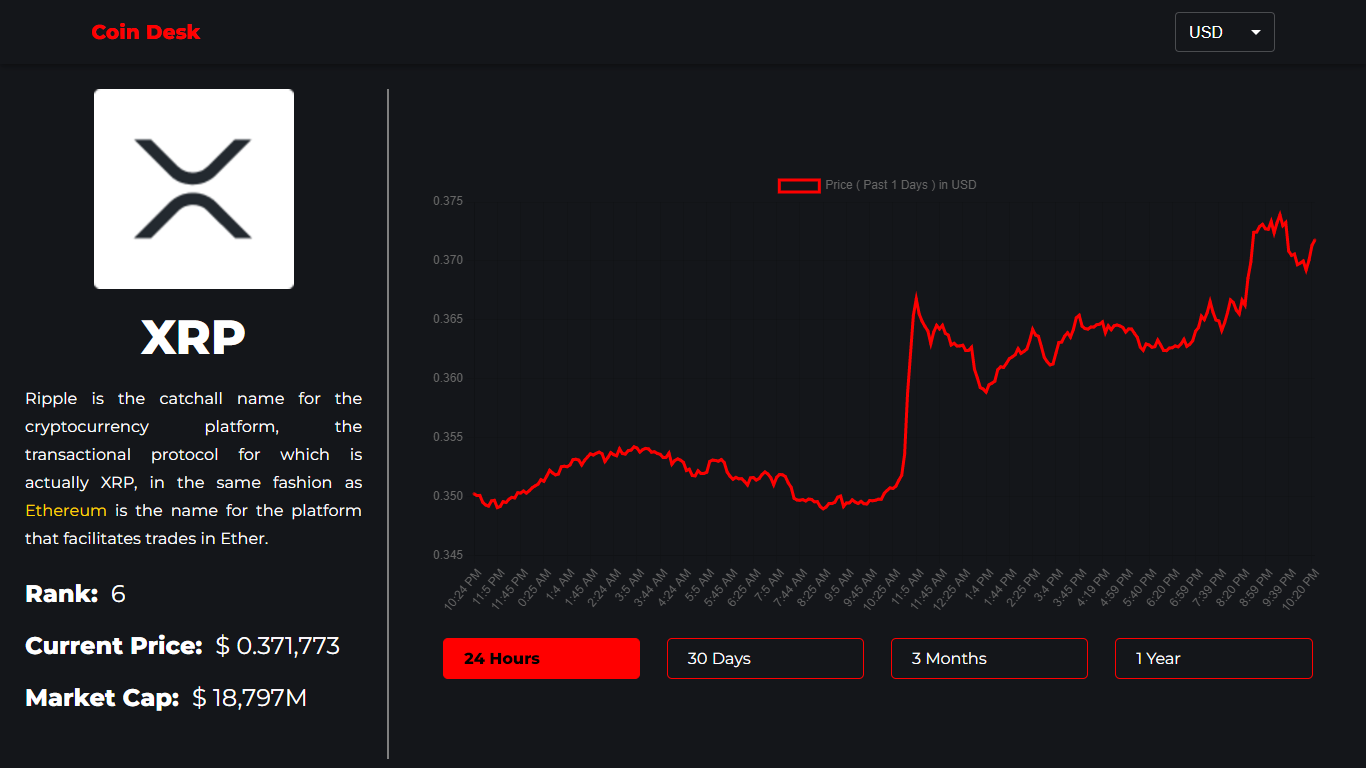 Coin Desk
USD
XRP
Ripple is the catchall name for the
cryptocurrency platform, the
transactional protocol for which is
actually XRP, in the same fashion as
Ethereum is the name for the platform
that facilitates trades in Ether.
Rank: 6
Current Price: $ 0.371,773
Market Cap: $ 18,797M
Price ( Past 1 Days ) in USD
0.375
0.370
0.365
0.360
0.355
0.350
0.345
10:24 PM
11:5 PM
11:45 PM
0:25 AM
1:4 AM
1:45 AM
2:24 AM
3:5 AM
3:44 AM
4:24 AM
5:5 AM
5:45 AM
6:25 AM
7:5 AM
7:44 AM
8:25 AM
9:5 AM
9:45 AM
10:25 AM
11:5 AM
11:45 AM
12:25 AM
1:4 PM
1:44 PM
2:25 PM
3:4 PM
3:45 PM
4:19 PM
4:59 PM
5:40 PM
6:20 PM
6:59 PM
7:39 PM
8:20 PM
8:59 PM
9:39 PM
10:20 PM
24 Hours
30 Days
3 Months
1 Year